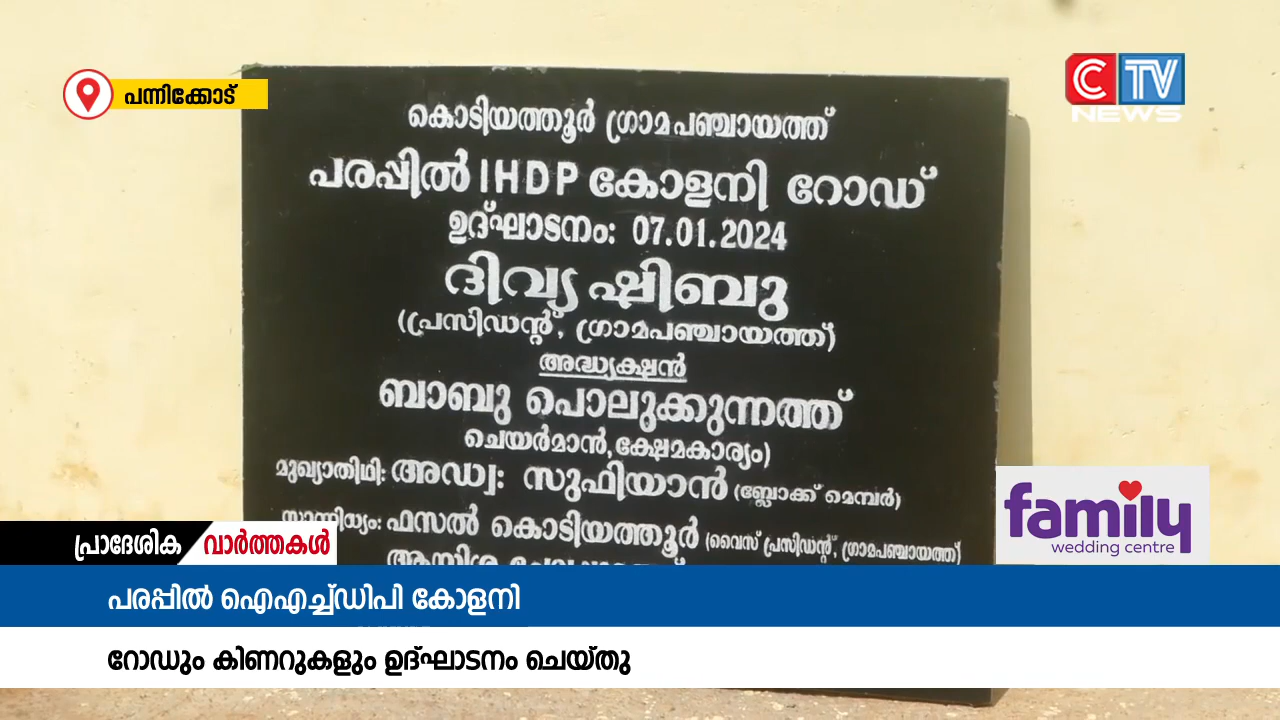 പന്നിക്കോട്
C TV
NEWS
കൊടിയത്തൂർ ഗ്രാമപഞ്ചായത്ത്
പരപ്പിൽ IHDP കോളനി റോഡ്
ഉദ്ഘാടനം: 07.01.2024
ദിവ്യ ഷിബു
(പ്രസിഡന്റ്, ഗ്രാമപഞ്ചായത്ത്)
അദ്ധ്യക്ഷൻ
ബാബു പൊലുക്കുന്നത്ത്
ചെയർമാൻ,ക്ഷേമകാര്യം)
മുഖ്യാതിഥി: അഡ്വ: സുഫിയാൻ (ബ്ലോക്ക് മെമ്പർ)
സാന്നിധ്യം: ഫസൽ കൊടിയത്തൂർ (വൈസ് പ്രസിഡന്റ്, ഗ്രാമപഞ്ചായത്ത്)
family
wedding centre
പ്രാദേശിക വാർത്തകൾ
പരപ്പിൽ ഐഎച്ച്ഡിപി കോളനി
റോഡും കിണറുകളും ഉദ്ഘാടനം ചെയ്തു